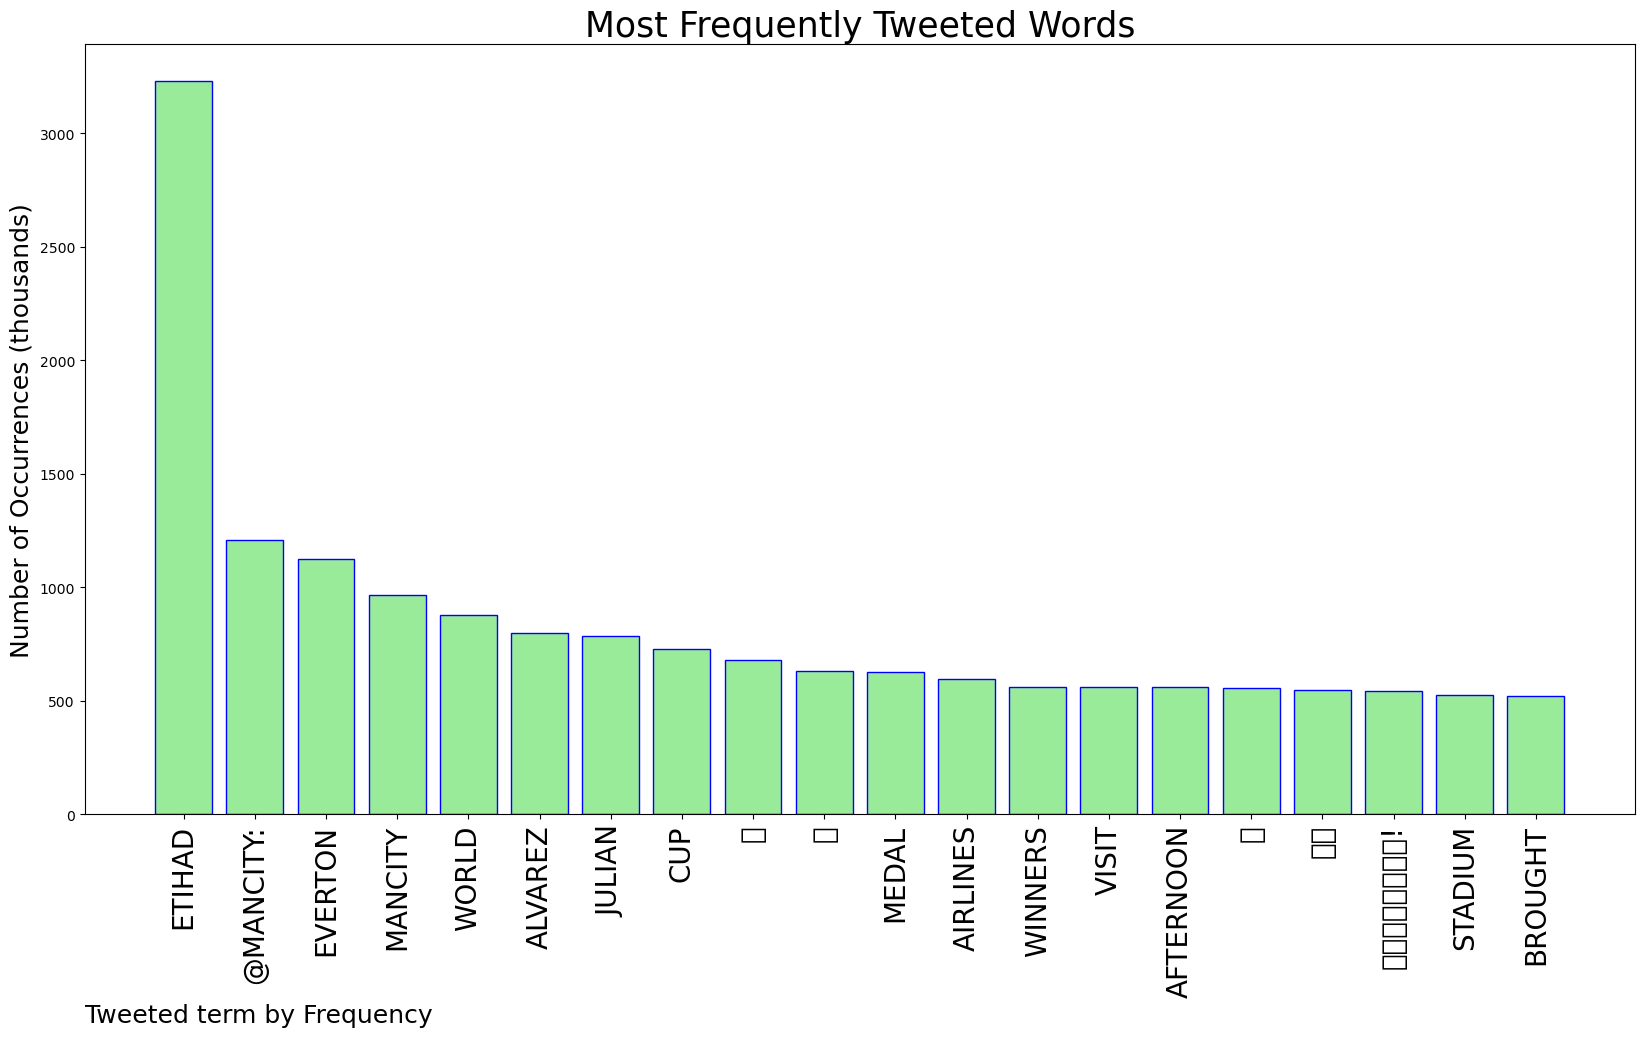 Most Frequently Tweeted Words
Number of Occurrences (thousands)
3000
2500
2000
1500
1000
500
0
ETIHAD
@MANCITY:
EVERTON
MANCITY
WORLD
ALVAREZ
JULIAN
CUP
MEDAL
AIRLINES
WINNERS
VISIT
AFTERNOON
STADIUM
BROUGHT
Tweeted term by Frequency